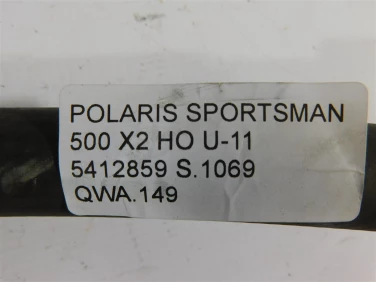 POLARIS SPORTSMAN
500 X2 HO U-11
5412859 S.1069
QWA.149